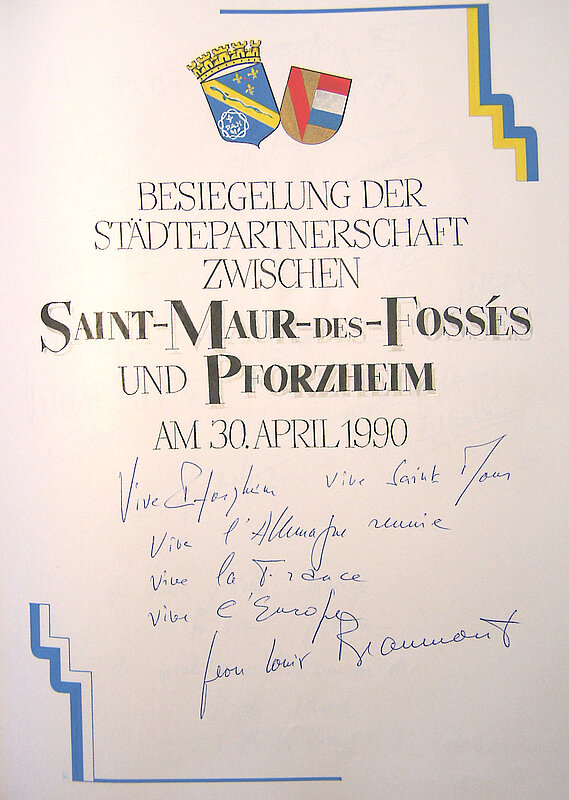 BESIEGELUNG DER
STÄDTEPARTNERSCHAFT
ZWISCHEN
SAINT-MAUR-DES-FOSSÉS
UND PFORZHEIM
AM 30. APRIL 1990
Vive Pforzheim vive Saint Maur
Vive l'Allemagne reunie
vive la France
vive l'Europe
Jean Louis Beaumont